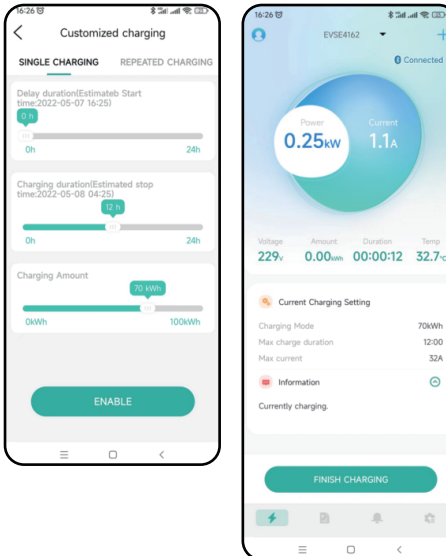 16:26
Customized charging
SINGLE CHARGING REPEATED CHARGING
Delay duration(Estimateb Start
time:2022-05-07 16:25)
0 h
0h 24h
Charging duration(Estimated stop
time:2022-05-08 04:25)
12 h
0h 24h
Charging Amount
70 kWh
0kWh 100kWh
ENABLE
16:26
EVSE4162
Connected
Power Current
0.25kW 1.1A
Voltage Amount Duration Temp
229V 0.00kWh 00:00:12 32.7°C
Current Charging Setting
Charging Mode 70kWh
Max charge duration 12:00
Max current 32A
Information
Currently charging.
FINISH CHARGING